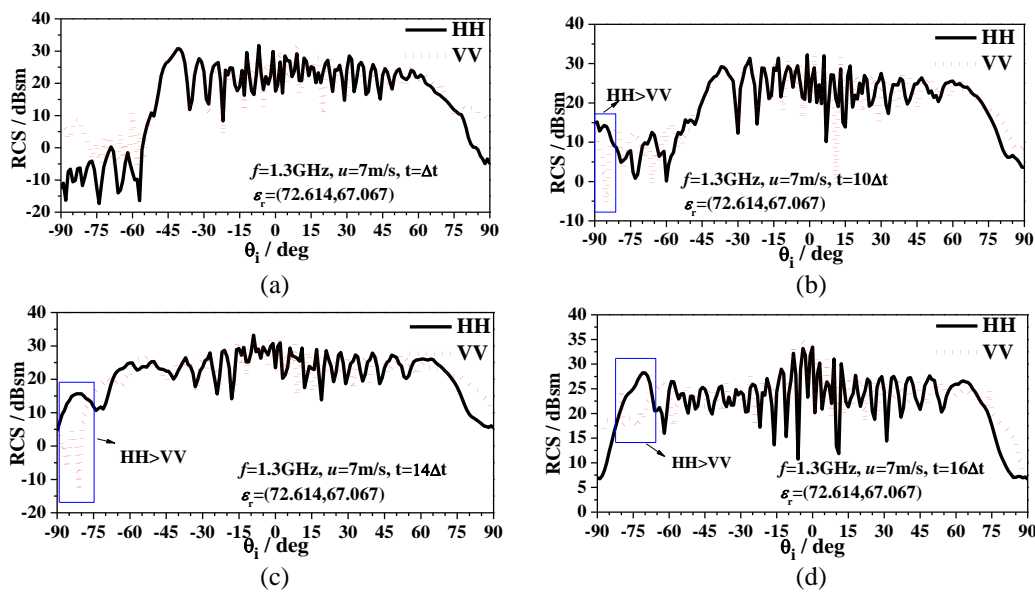 40
30
20
10
0
-10
-20
RCS / dBsm
HH
VV
f=1.3GHz, u=7m/s, t=Δt
εr=(72.614,67.067)
-90 -75 -60 -45 -30 -15 0 15 30 45 60 75 90
θi / deg
(a)
40
30
20
10
0
-10
RCS / dBsm
HH
VV
HH>VV
f=1.3GHz, u=7m/s, t=10Δt
εr=(72.614,67.067)
-90 -75 -60 -45 -30 -15 0 15 30 45 60 75 90
θi / deg
(b)
40
30
20
10
0
-10
-20
RCS / dBsm
HH
VV
HH>VV
f=1.3GHz, u=7m/s, t=14Δt
εr=(72.614,67.067)
-90 -75 -60 -45 -30 -15 0 15 30 45 60 75 90
θi / deg
(c)
40
35
30
25
20
15
10
5
0
RCS / dBsm
HH
VV
HH>VV
f=1.3GHz, u=7m/s, t=16Δt
εr=(72.614,67.067)
-90 -75 -60 -45 -30 -15 0 15 30 45 60 75 90
θi / deg
(d)